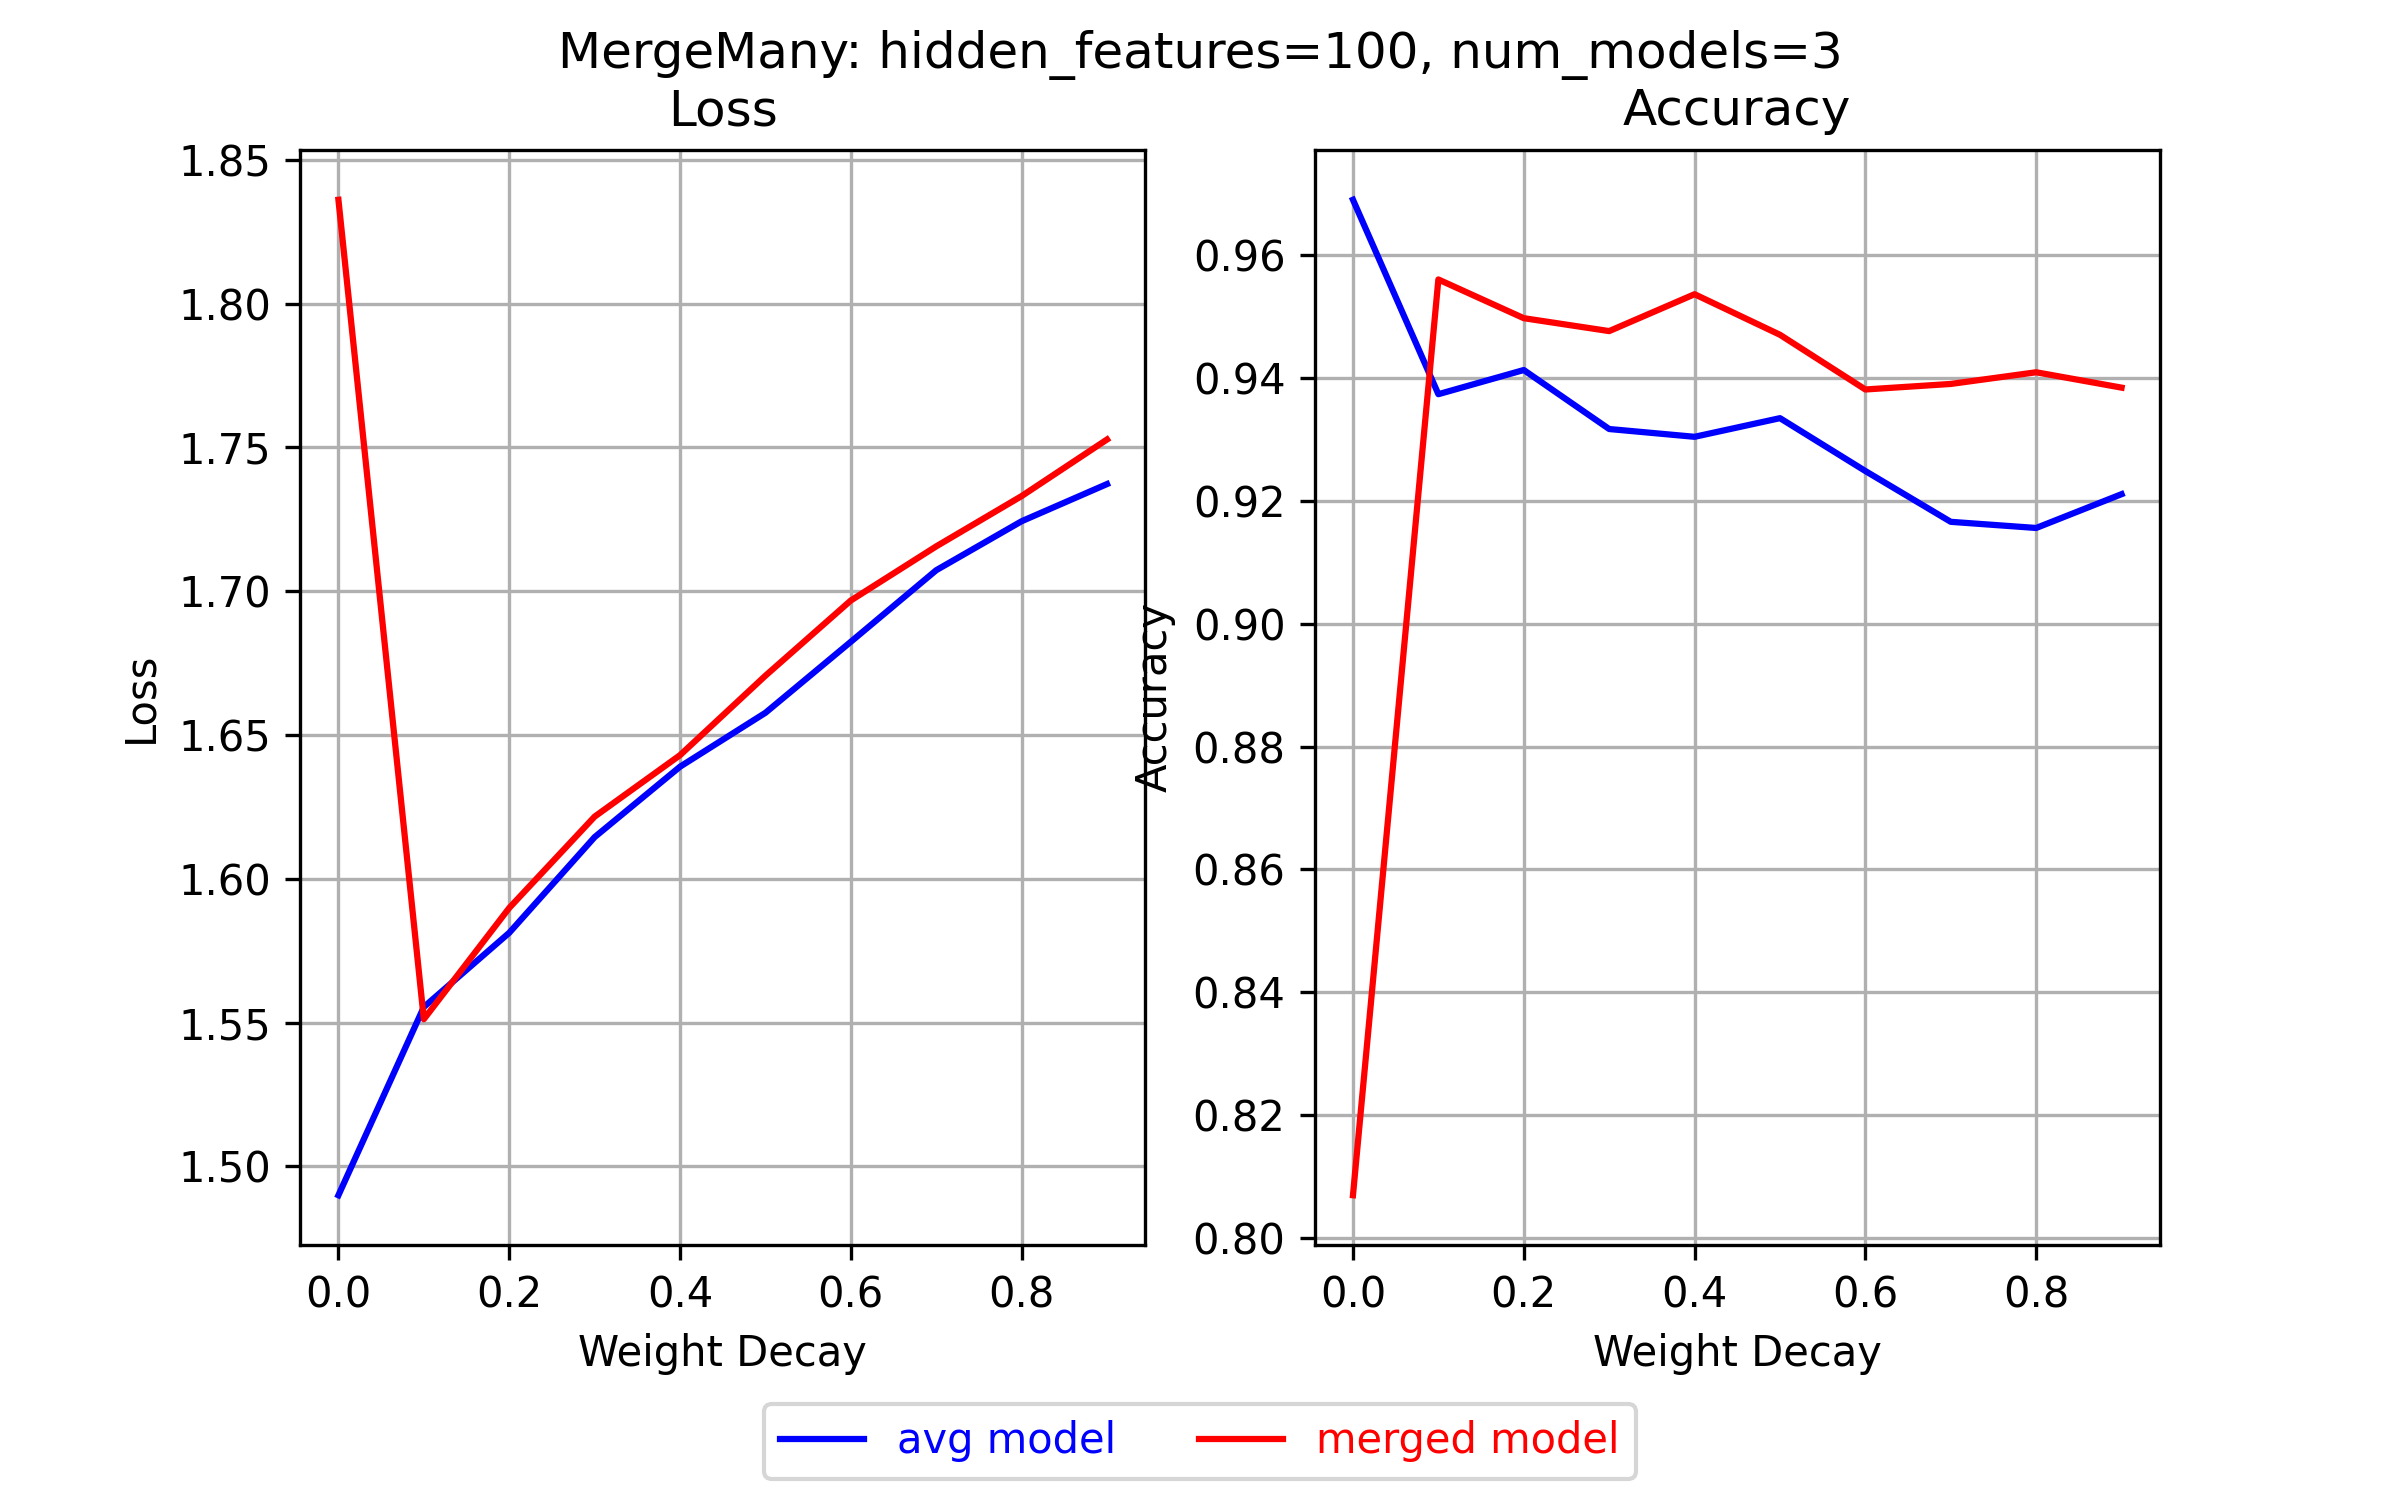 MergeMany: hidden_features=100, num_models=3
Loss
1.85
1.80
1.75
1.70
1.65
1.60
1.55
1.50
Loss
0.0 0.2 0.4 0.6 0.8
Weight Decay
Accuracy
0.96
0.94
0.92
0.90
0.88
0.86
0.84
0.82
0.80
Accuracy
0.0 0.2 0.4 0.6 0.8
Weight Decay
avg model merged model